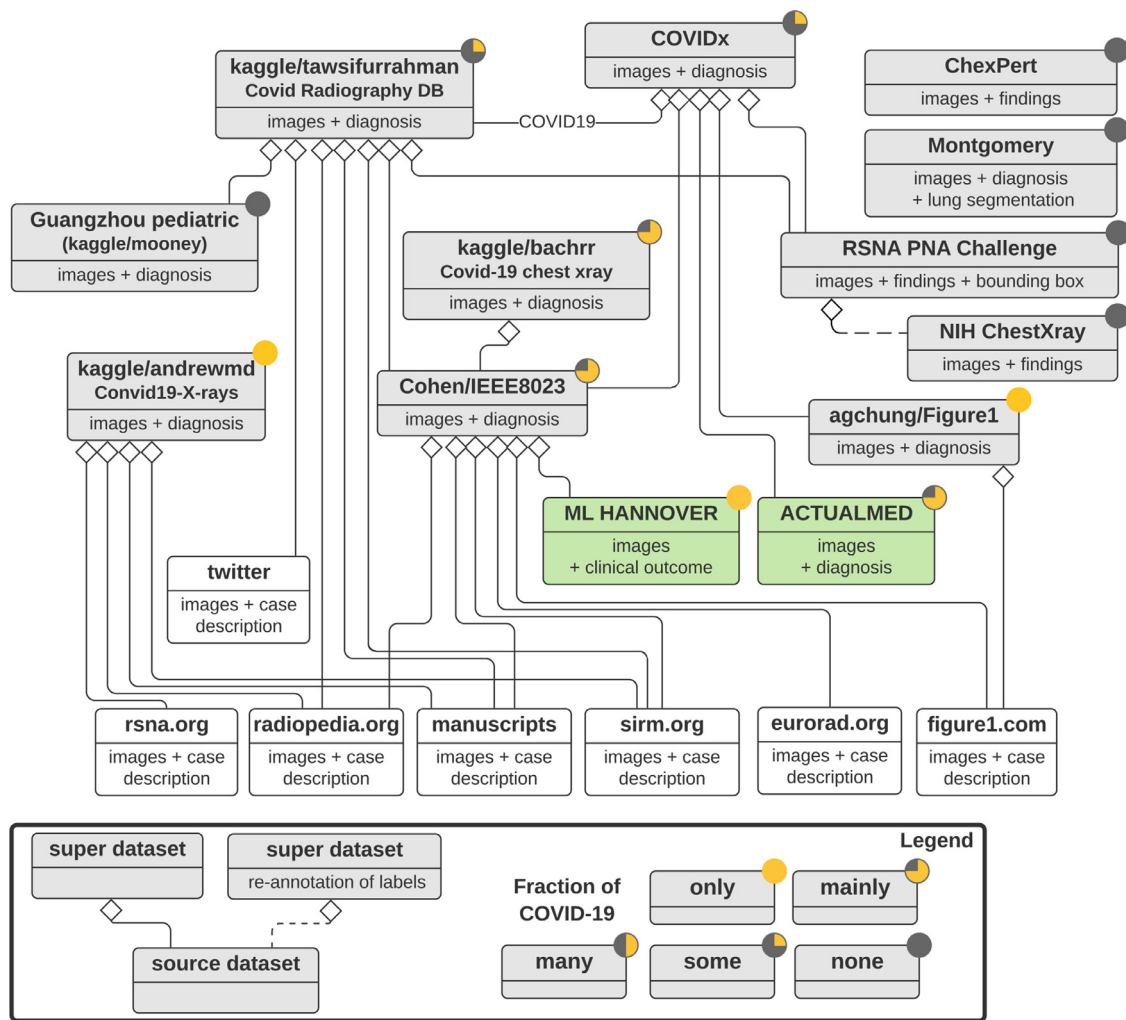 COVIDx
images + diagnosis
kaggle/tawsifurrahman
Covid Radiography DB
images + diagnosis
COVID19
ChexPert
images + findings
Montgomery
images + diagnosis
+ lung segmentation
Guangzhou pediatric
(kaggle/mooney)
images + diagnosis
kaggle/bachrr
Covid-19 chest xray
images + diagnosis
RSNA PNA Challenge
images + findings + bounding box
NIH ChestXray
images + findings
kaggle/andrewmd
Convid19-X-rays
images + diagnosis
Cohen/IEEE8023
images + diagnosis
agchung/Figure1
images + diagnosis
ML HANNOVER
images
+ clinical outcome
ACTUALMED
images
+ diagnosis
twitter
images + case
description
rsna.org
images + case
description
radiopedia.org
images + case
description
manuscripts
images + case
description
sirm.org
images + case
description
eurorad.org
images + case
description
figure1.com
images + case
description
Legend
super dataset
super dataset
re-annotation of labels
source dataset
Fraction of
COVID-19
only
mainly
many
some
none